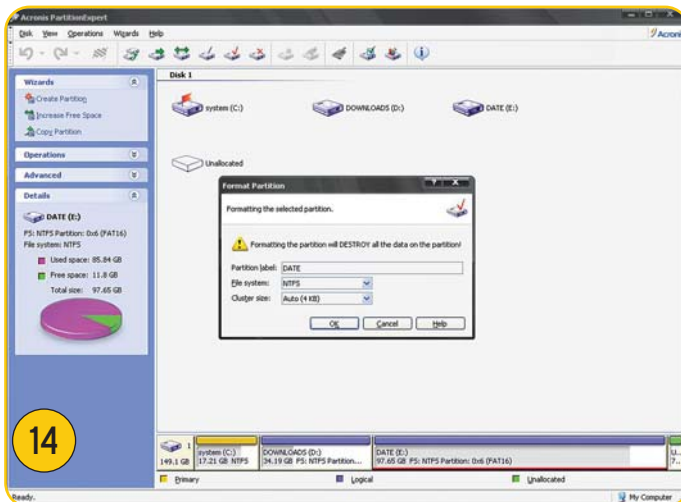 Acronis PartitionExpert
Disk View Operations Wizards Help
Acronis
Disk 1
Wizards
Create Partition
Increase Free Space
Copy Partition
Operations
Advanced
Details
DATE (E:)
FS: NTFS Partition: 0x6 (FAT16)
File system: NTFS
Used space: 85.84 GB
Free space: 11.8 GB
Total size: 97.65 GB
system (C:)
DOWNLOADS (D:)
DATE (E:)
Unallocated
Format Partition
Formatting the selected partition.
Formatting the partition will DESTROY all the data on the partition!
Partition label: DATE
File system: NTFS
Cluster size: Auto (4 KB)
OK Cancel Help
14
1
149.1 GB
system (C:)
17.21 GB NTFS
DOWNLOADS (D:)
34.19 GB FS: NTFS Partition...
DATE (E:)
97.65 GB FS: NTFS Partition: 0x6 (FAT16)
U...
7...
Primary Logical Unallocated
Ready. My Computer